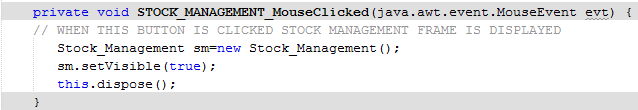 private void STOCK_MANAGEMENT_MouseClicked(java.awt.event.MouseEvent evt) {
// WHEN THIS BUTTON IS CLICKED STOCK MANAGEMENT FRAME IS DISPLAYED
Stock_Management sm=new Stock_Management();
sm.setVisible(true);
this.dispose();
}